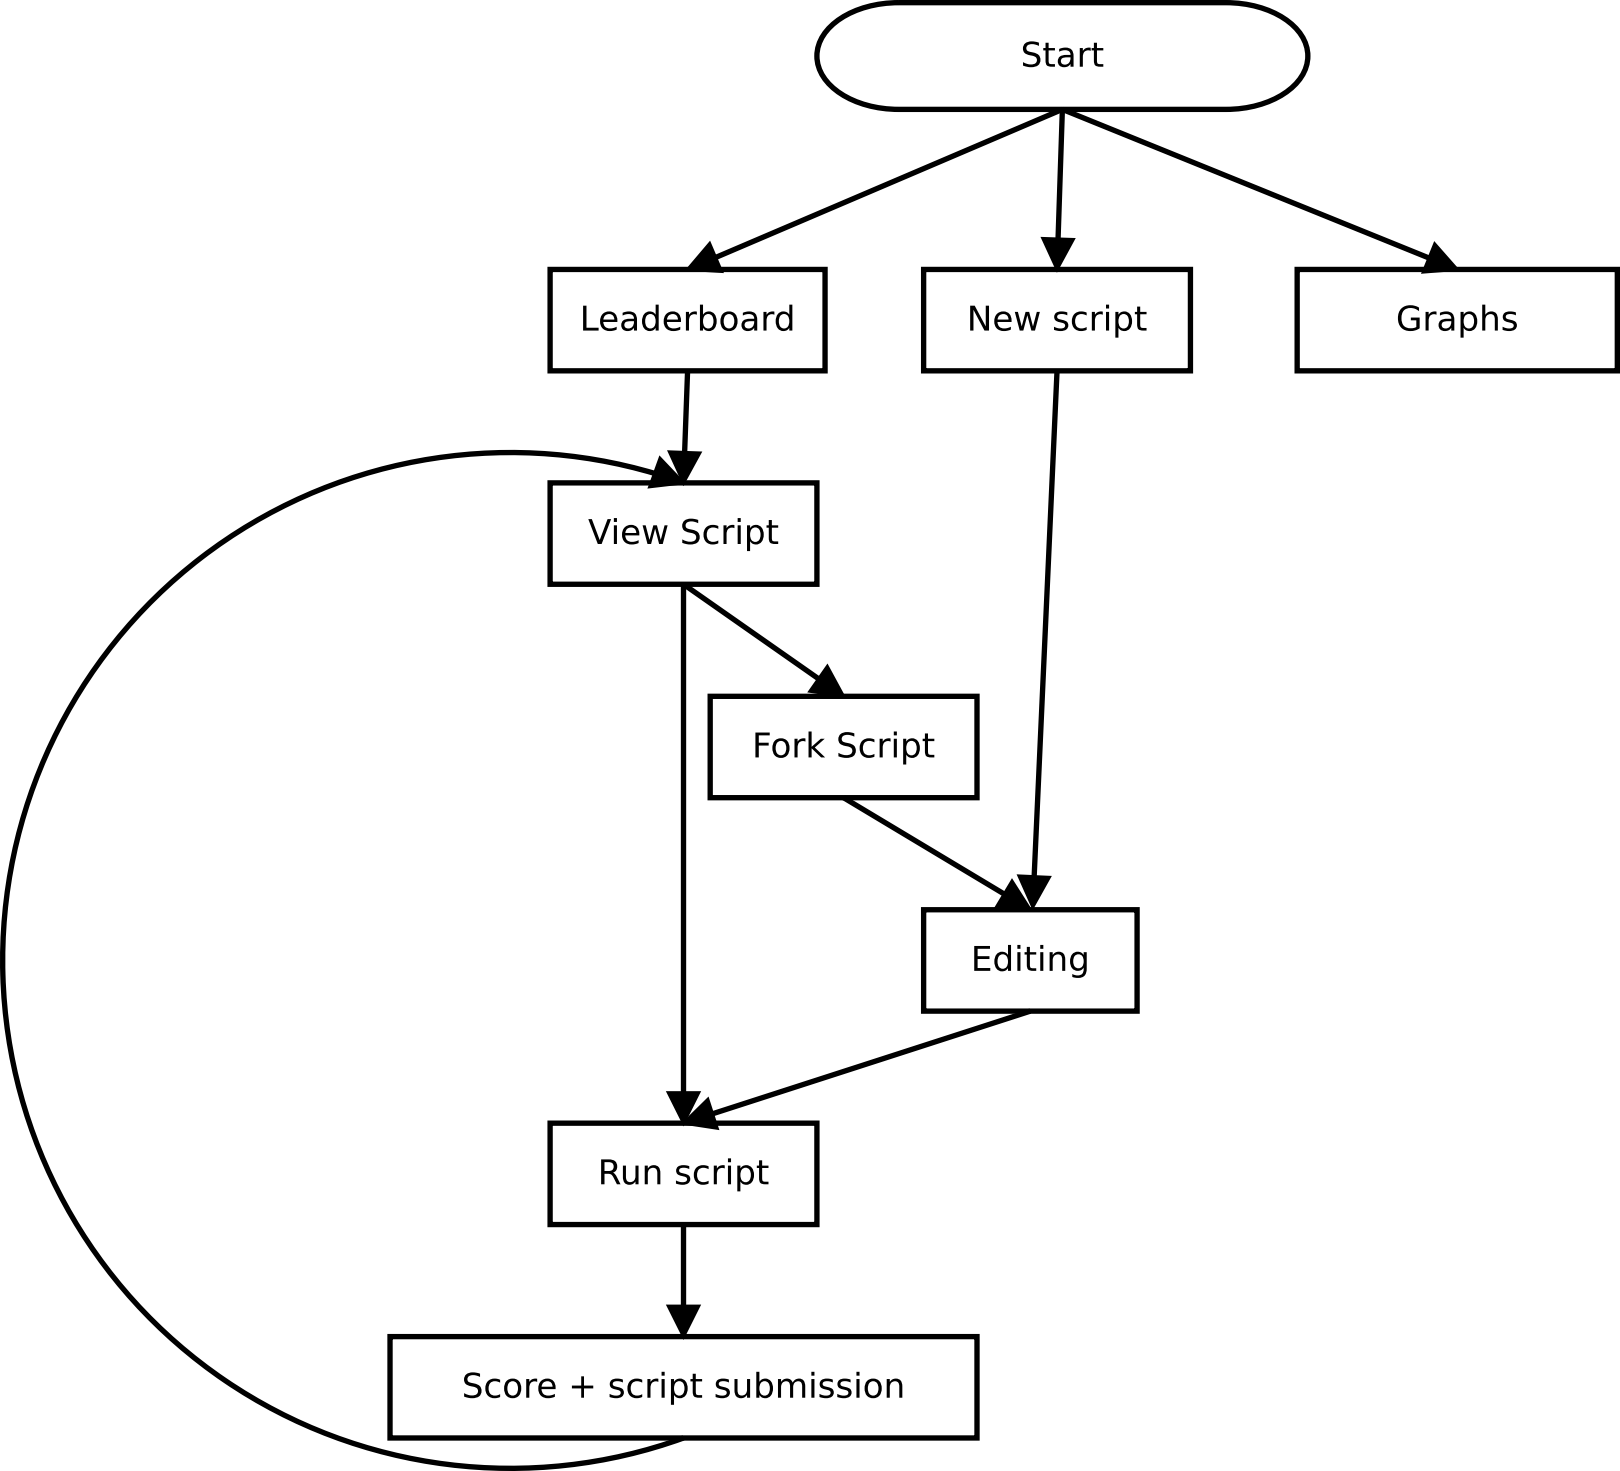 Start
Leaderboard
New script
Graphs
View Script
Fork Script
Editing
Run script
Score + script submission